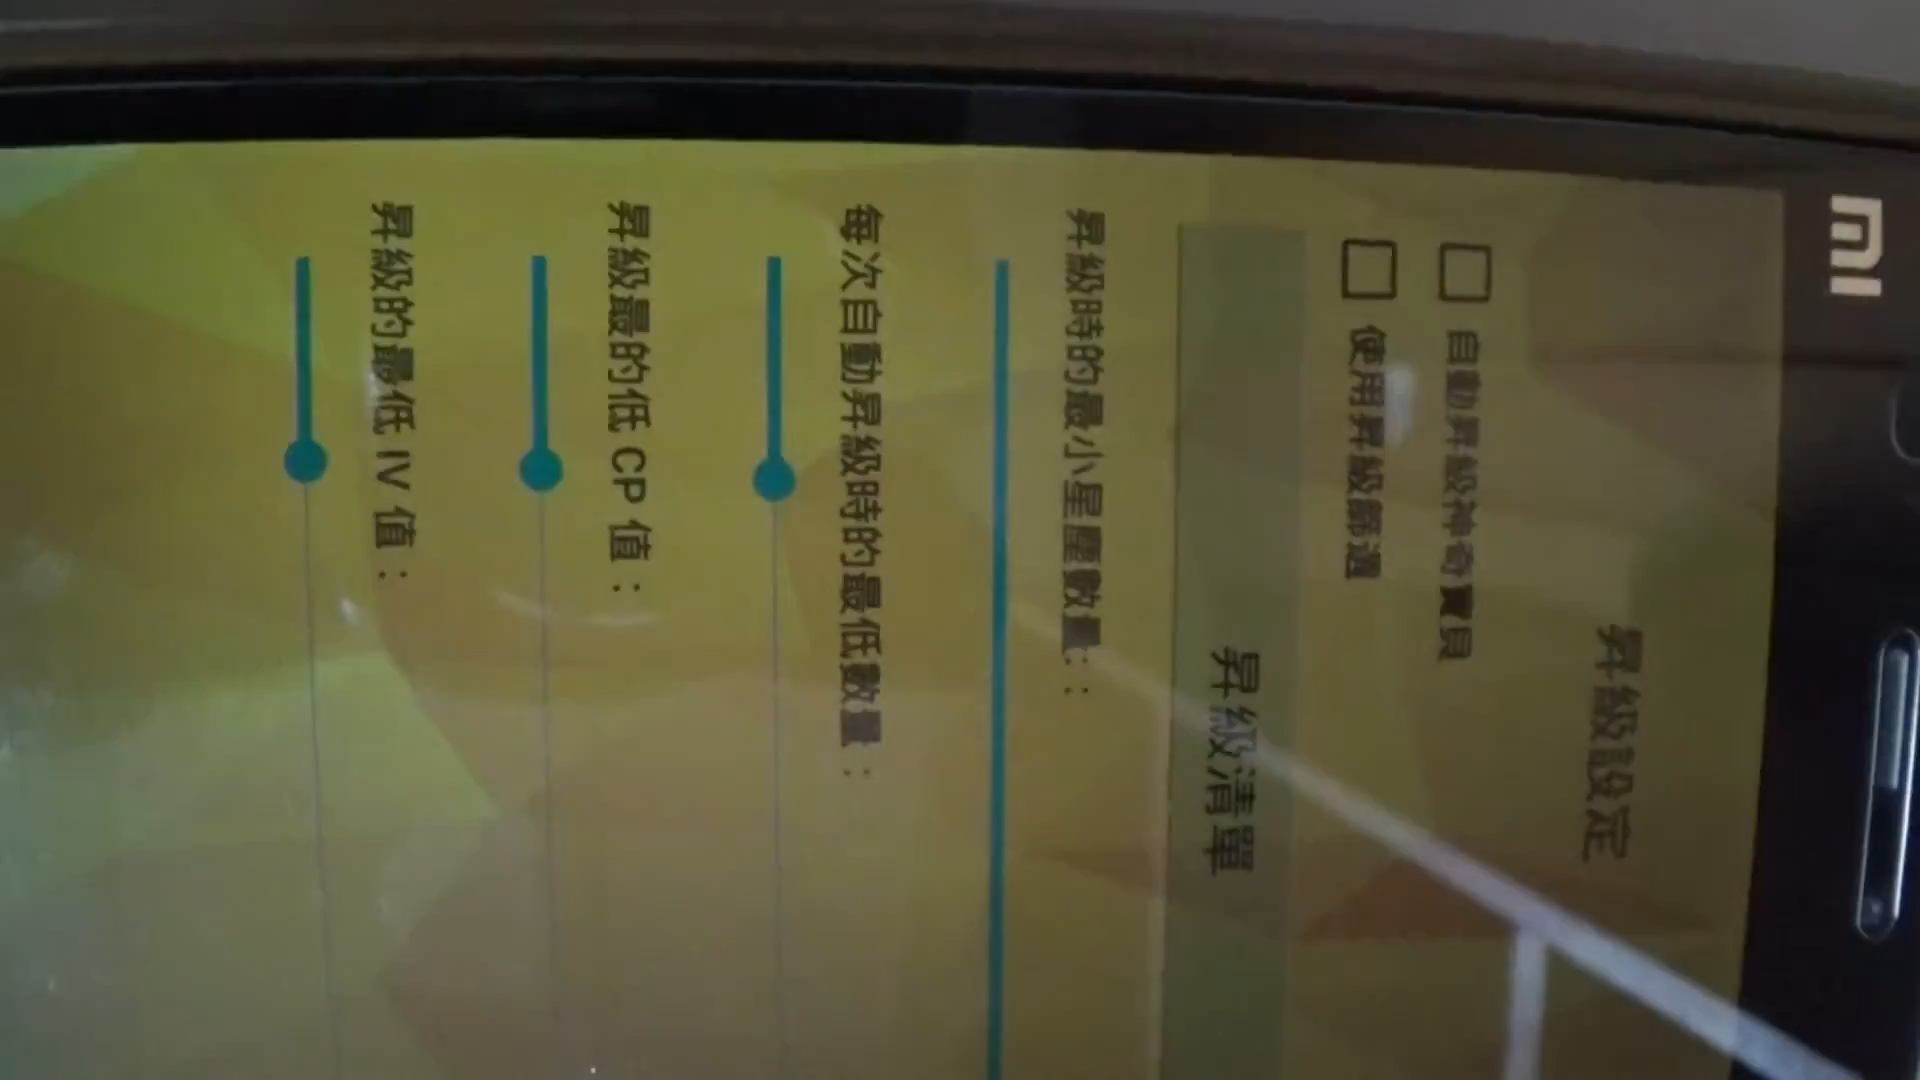 MI
昇級設定
自動昇級神奇寶貝
使用昇級篩選
昇級清單
昇級時的最小星塵數量：：
每次自動昇級時的最低數量：
昇級最的低 CP 值：
昇級的最低 IV 值：